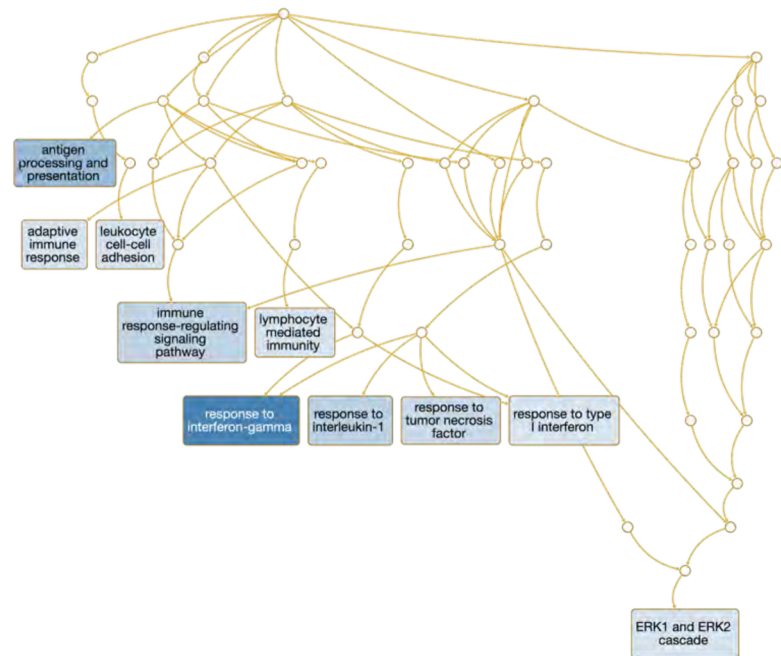 antigen
processing and
presentation
adaptive
immune
response
leukocyte
cell-cell
adhesion
immune
response-regulating
signaling
pathway
lymphocyte
mediated
immunity
response to
interferon-gamma
response to
interleukin-1
response to
tumor necrosis
factor
response to type
I interferon
ERK1 and ERK2
cascade